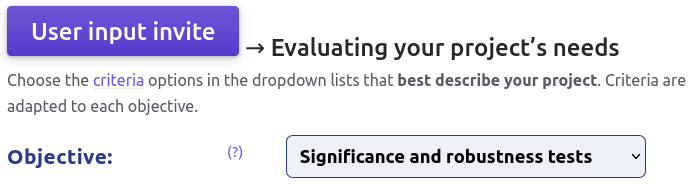 User input invite → Evaluating your project’s needs
Choose the criteria options in the dropdown lists that best describe your project. Criteria are
adapted to each objective.
Objective: (?) Significance and robustness tests